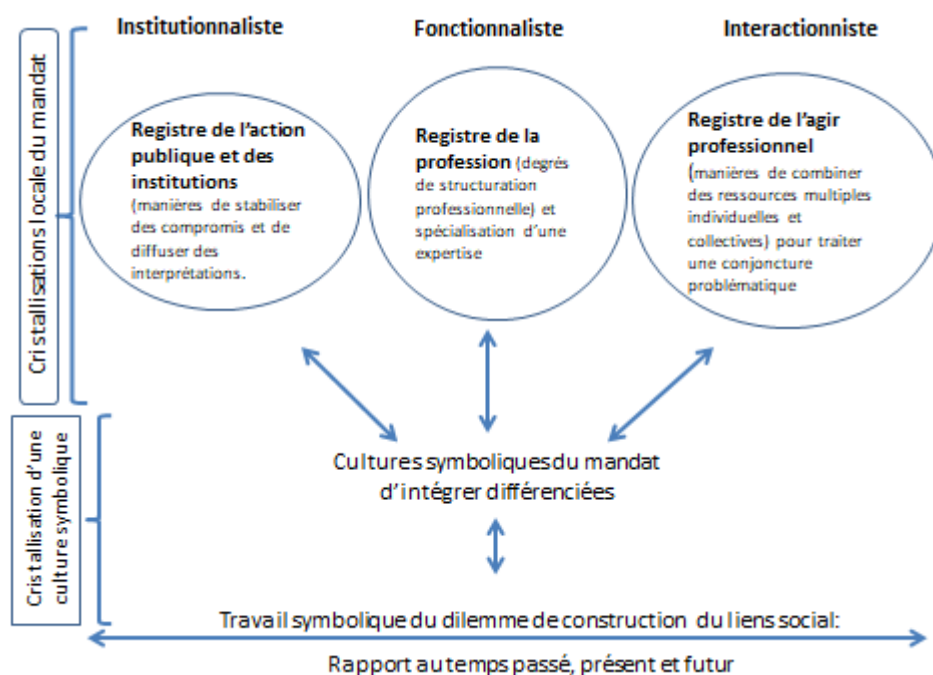 Institutionnaliste
Fonctionnaliste
Interactionniste
Cristallisations locale du mandat
Registre de l'action
publique et des
institutions
(manières de stabiliser
des compromis et de
diffuser des
interprétations.
Registre de la
profession (degrés
de structuration
professionnelle) et
spécialisation d'une
expertise
Registre de l'agir
professionnel
(manières de combiner
des ressources multiples
individuelles et
collectives) pour traiter
une conjoncture
problématique
Cristallisation d'une
culture symbolique
Cultures symboliques du mandat
d'intégrer différenciées
Travail symbolique du dilemme de construction du liens social:
Rapport au temps passé, présent et futur